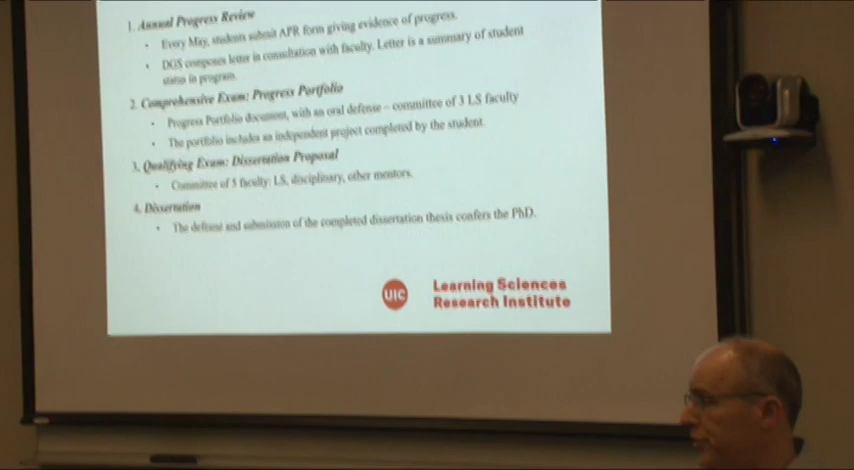 1. Annual Progress Review
• Every May, students submit APR form giving evidence of progress.
• DGS composes letter in consultation with faculty. Letter is a summary of student
status in program.
2. Comprehensive Exam: Progress Portfolio
• Progress Portfolio document, with an oral defense – committee of 3 LS faculty
• The portfolio includes an independent project completed by the student.
3. Qualifying Exam: Dissertation Proposal
• Committee of 5 faculty: LS, disciplinary, other mentors.
4. Dissertation
• The defense and submission of the completed dissertation thesis confers the PhD.
UIC
Learning Sciences
Research Institute